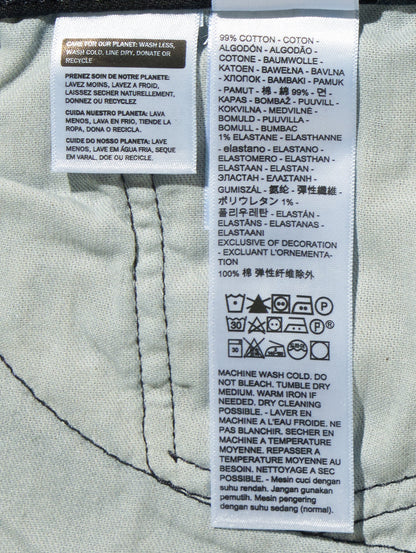 CARE FOR OUR PLANET: WASH LESS,
WASH COLD, LINE DRY, DONATE OR
RECYCLE
PRENEZ SOIN DE NOTRE PLANETE:
LAVEZ MOINS, LAVEZ A FROID,
LAISSEZ SECHER NATURELLEMENT,
DONNEZ OU RECYCLEZ
CUIDA NUESTRO PLANETA: LAVA
MENOS, LAVA EN FRIO, TIENDE LA
ROPA, DONA O RECICLA.
CUIDE DO NOSSO PLANETA: LAVE
MENOS, LAVE EM ÁGUA FRIA, SEQUE
EM VARAL, DOE OU RECICLE.
99% COTTON - COTON -
ALGODÓN - ALGODÃO -
COTONE - BAUMWOLLE -
KATOEN - BAWEŁNA - BAVLNA
- ХЛОПОК - BAMBAKI - PAMUK
- PAMUT - 棉 - 綿 99% - 면 -
KAPAS - BOMBAŽ - PUUVILL -
KOKVILNA - MEDVILNĖ -
BOMULD - PUUVILLA -
BOMULL - BUMBAC
1% ELASTANE - ELASTHANNE
- elastano - ELASTANO -
ELASTOMERO - ELASTHAN -
ELASTAAN - ELASTAN -
ЭЛАСТАН - ΕΛΑΣΤΑΝΗ -
GUMISZÁL - 氨纶 - 弾性繊維 -
ポリウレタン 1% -
폴리우레탄 - ELASTÁN -
ELASTĀNS - ELASTANAS -
ELASTAANI
EXCLUSIVE OF DECORATION
- EXCLUANT L'ORNEMENTA-
TION
100% 棉 弹性纤维除外
P
30 P
30
MACHINE WASH COLD. DO
NOT BLEACH. TUMBLE DRY
MEDIUM. WARM IRON IF
NEEDED. DRY CLEANING
POSSIBLE. - LAVER EN
MACHINE A L'EAU FROIDE. NE
PAS BLANCHIR. SECHER EN
MACHINE A TEMPERATURE
MOYENNE. REPASSER A
TEMPERATURE MOYENNE AU
BESOIN. NETTOYAGE A SEC
POSSIBLE. - Mesin cuci dengan
suhu rendah. Jangan gunakan
pemutih. Mesin pengering
dengan suhu sedang (normal).